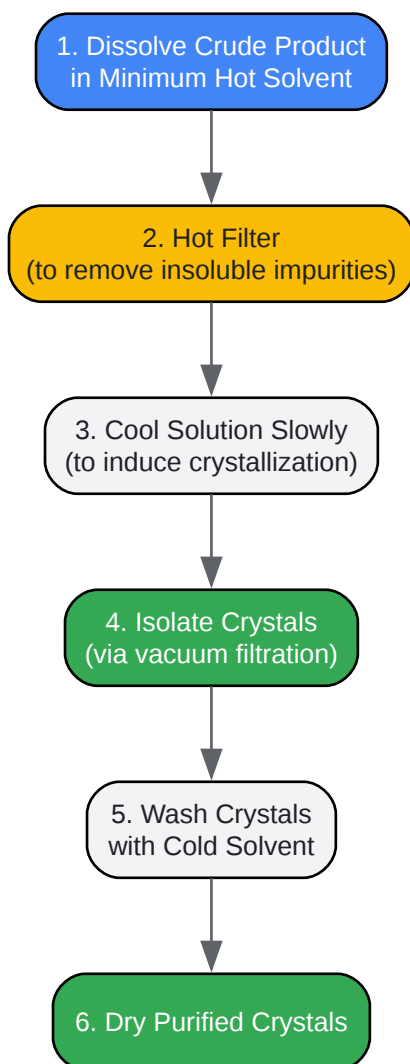 1. Dissolve Crude Product
in Minimum Hot Solvent
2. Hot Filter
(to remove insoluble impurities)
3. Cool Solution Slowly
(to induce crystallization)
4. Isolate Crystals
(via vacuum filtration)
5. Wash Crystals
with Cold Solvent
6. Dry Purified Crystals